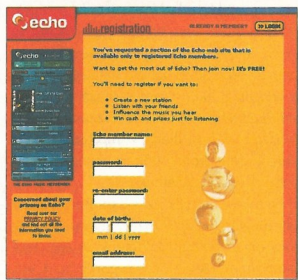 echo
echo
registration
ALREADY A MEMBER?
LOGIN
You've requested a section of the Echo web site that is
available only to registered Echo members.
Want to get the most out of Echo? Then join now! It's FREE!
You'll need to register if you want to:
Create a new station
Listen with your friends
Influence the music you hear
Win cash and prizes just for listening
Echo member name:
password:
re-enter password:
date of birth:
mm | dd | yyyy
email address:
Concerned about your
privacy on Echo?
Read over our
PRIVACY POLICY
and find out all the
information you need
to know.